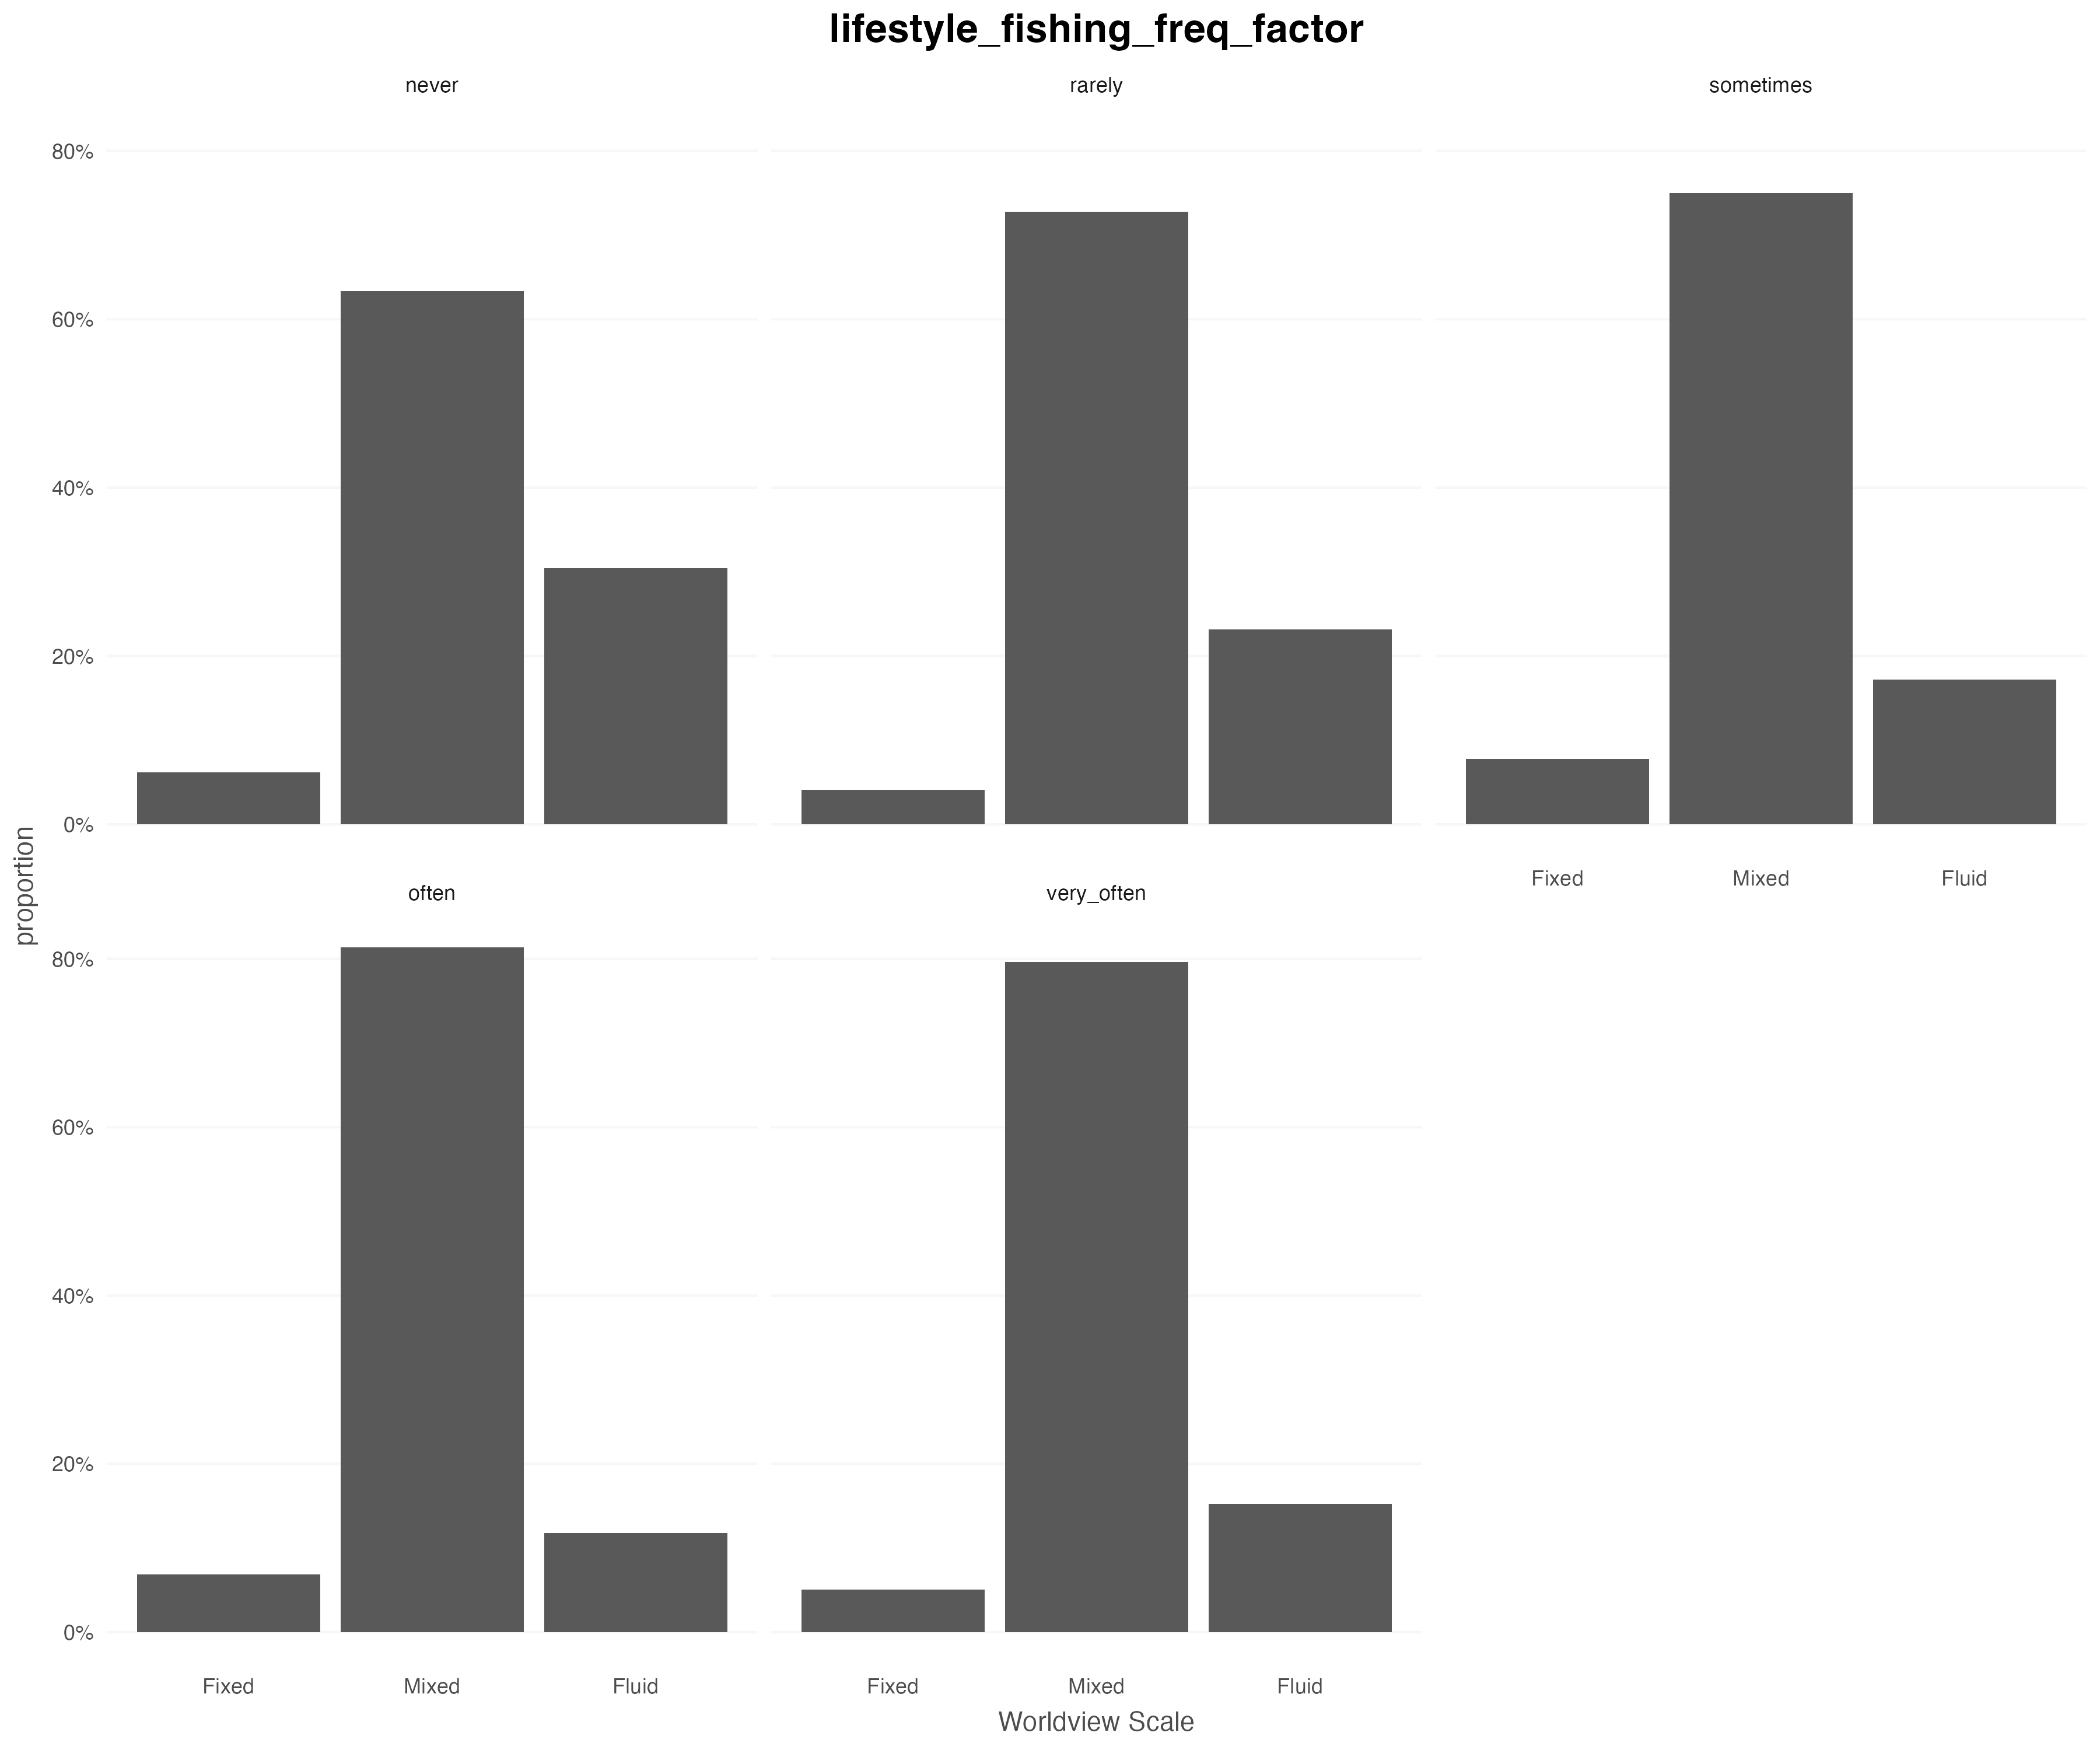 lifestyle_fishing_freq_factor
never
rarely
sometimes
80%
60%
40%
20%
0%
Fixed
Mixed
Fluid
often
very_often
80%
60%
40%
20%
0%
Fixed
Mixed
Fluid
Fixed
Mixed
Fluid
proportion
Worldview Scale